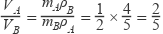 V_A/V_B = m_Aρ_B/m_Bρ_A = 1/2 × 4/5 = 2/5